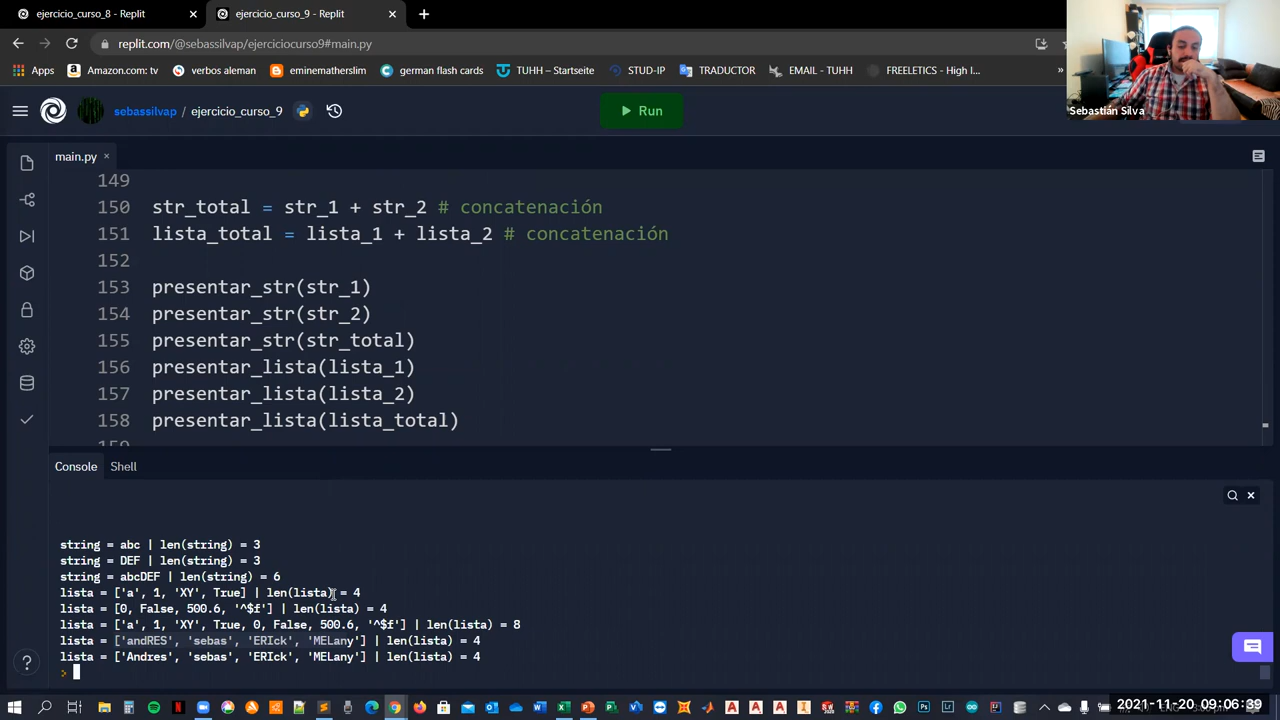 ejercicio_curso_8 - Replit
ejercicio_curso_9 - Replit
replit.com/@sebassilvap/ejerciciocurso9#main.py
Apps
Amazon.com: tv
verbos aleman
eminemathslim
german
TUHH – Startseite
STUD-IP
TRADUCTOR
EMAIL - TUHH
FREELETICS - High I...
Sebastián Silva
sebassilvap / ejercicio_curso_9
Run
main.py
149
150 str_total = str_1 + str_2 # concatenación
151 lista_total = lista_1 + lista_2 # concatenación
152
153 presentar_str(str_1)
154 presentar_str(str_2)
155 presentar_str(str_total)
156 presentar_lista(lista_1)
157 presentar_lista(lista_2)
158 presentar_lista(lista_total)
159
Console
Shell
string = abc | len(string) = 3
string = DEF | len(string) = 3
string = abcDEF | len(string) = 6
lista = ['a', 1, 'XY', True] | len(lista) = 4
lista = [0, False, 500.6, '^$f'] | len(lista) = 4
lista = ['a', 1, 'XY', True, 0, False, 500.6, '^$f'] | len(lista) = 8
lista = ['andRES', 'sebas', 'ERIck', 'MELany'] | len(lista) = 4
lista = ['Andres', 'sebas', 'ERIck', 'MELany'] | len(lista) = 4
2021-11-20 09:06:39